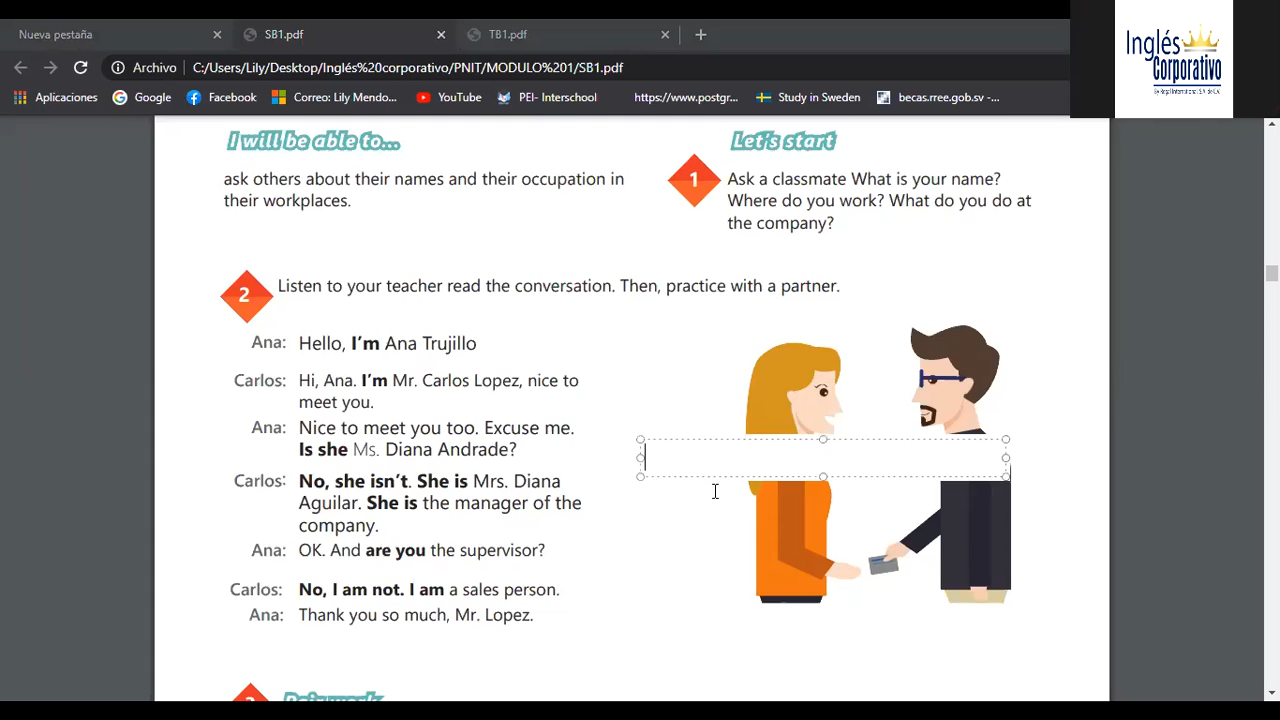 Nueva pestaña
SB1.pdf
TB1.pdf
Archivo
C:/Users/Lily/Desktop/Inglés%20corporativo/PNIT/MODULO%201/SB1.pdf
Aplicaciones
Google
Facebook
Correo: Lily Mendo...
YouTube
PEI- Interschool
https://www.postgr...
Study in Sweden
becas.rree.gob.sv -...
Inglés
Corporativo
By Regal International S.A. de C.V.
I will be able to...
ask others about their names and their occupation in
their workplaces.
Let's start
1
Ask a classmate What is your name?
Where do you work? What do you do at
the company?
2
Listen to your teacher read the conversation. Then, practice with a partner.
Ana: Hello, I'm Ana Trujillo
Carlos: Hi, Ana. I'm Mr. Carlos Lopez, nice to
meet you.
Ana: Nice to meet you too. Excuse me.
Is she Ms. Diana Andrade?
Carlos: No, she isn't. She is Mrs. Diana
Aguilar. She is the manager of the
company.
Ana: OK. And are you the supervisor?
Carlos: No, I am not. I am a sales person.
Ana: Thank you so much, Mr. Lopez.
Pair work